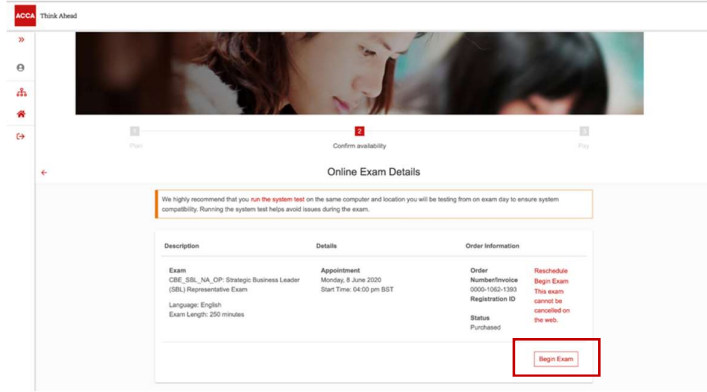 ACCA Think Ahead
1 2 3
Plan Confirm availability Pay
Online Exam Details
We highly recommend that you run the system test on the same computer and location you will be testing from on exam day to ensure system
compatibility. Running the system test helps avoid issues during the exam.
Description Details Order Information
Exam
CBE_SBL_NA_OP: Strategic Business Leader
(SBL) Representative Exam
Language: English
Exam Length: 250 minutes
Appointment
Monday, 8 June 2020
Start Time: 04:00 pm BST
Order
Number/Invoice
0000-1062-1393
Registration ID
Status
Purchased
Reschedule
Begin Exam
This exam
cannot be
cancelled on
the web.
Begin Exam